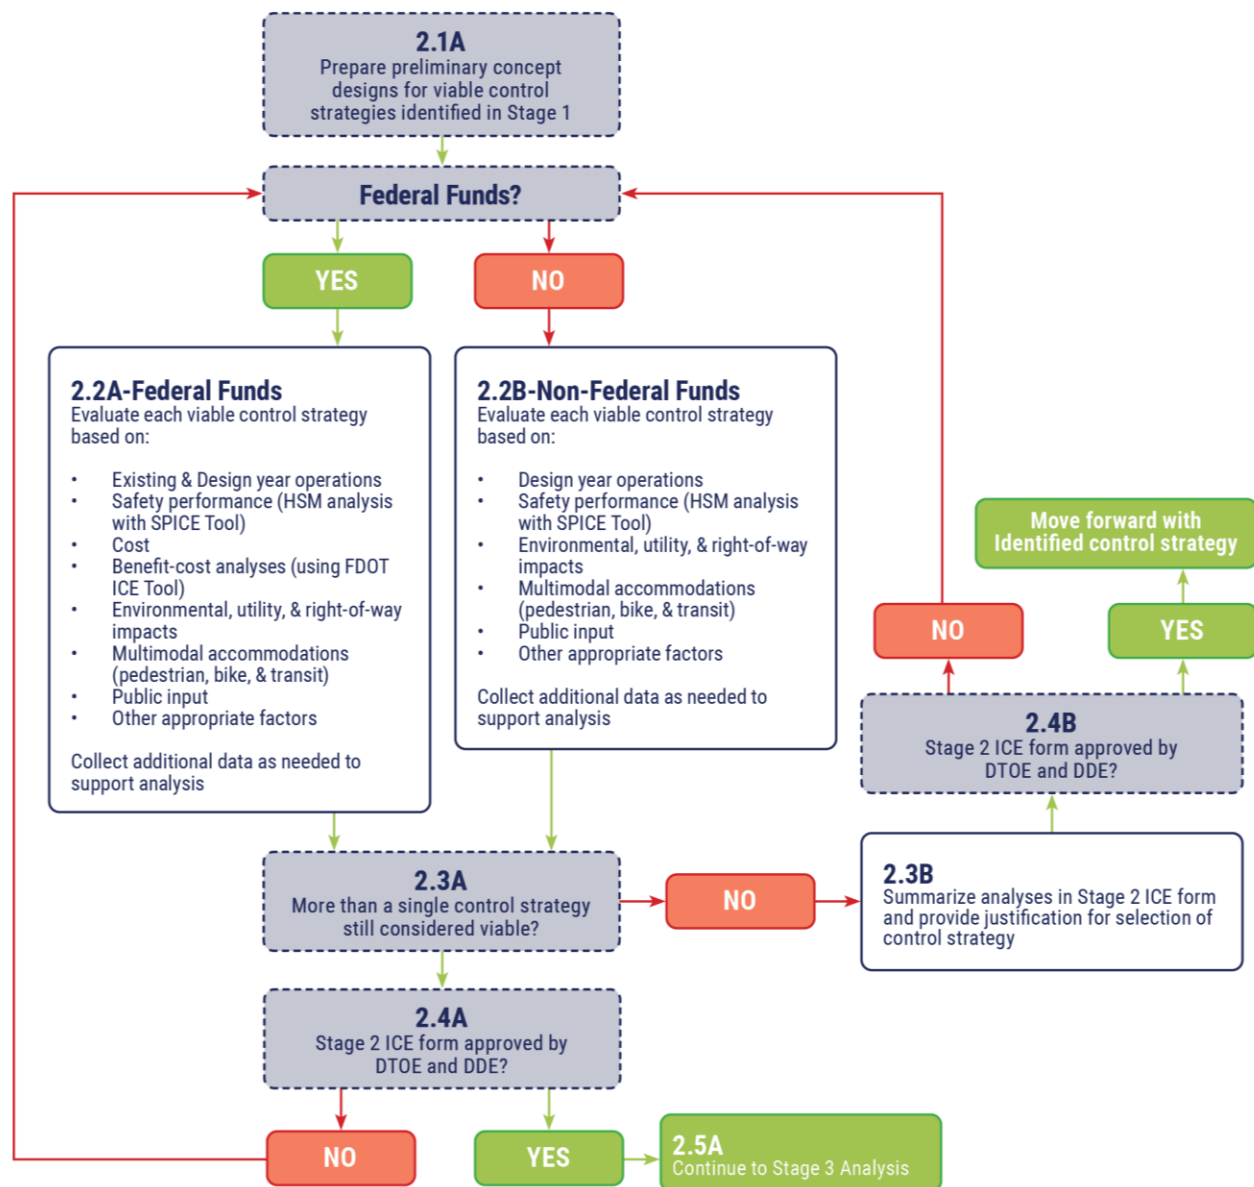 2.1A
Prepare preliminary concept
designs for viable control
strategies identified in Stage 1
Federal Funds?
YES
NO
2.2A-Federal Funds
Evaluate each viable control strategy
based on:
• Existing & Design year operations
• Safety performance (HSM analysis
with SPICE Tool)
• Cost
• Benefit-cost analyses (using FDOT
ICE Tool)
• Environmental, utility, & right-of-way
impacts
• Multimodal accommodations
(pedestrian, bike, & transit)
• Public input
• Other appropriate factors
Collect additional data as needed to
support analysis
2.2B-Non-Federal Funds
Evaluate each viable control strategy
based on:
• Design year operations
• Safety performance (HSM analysis
with SPICE Tool)
• Environmental, utility, & right-of-way
impacts
• Multimodal accommodations
(pedestrian, bike, & transit)
• Public input
• Other appropriate factors
Collect additional data as needed to
support analysis
2.3A
More than a single control strategy
still considered viable?
NO
2.3B
Summarize analyses in Stage 2 ICE form
and provide justification for selection of
control strategy
2.4B
Stage 2 ICE form approved by
DTOE and DDE?
NO
YES
Move forward with
Identified control strategy
2.4A
Stage 2 ICE form approved by
DTOE and DDE?
NO
YES
2.5A
Continue to Stage 3 Analysis